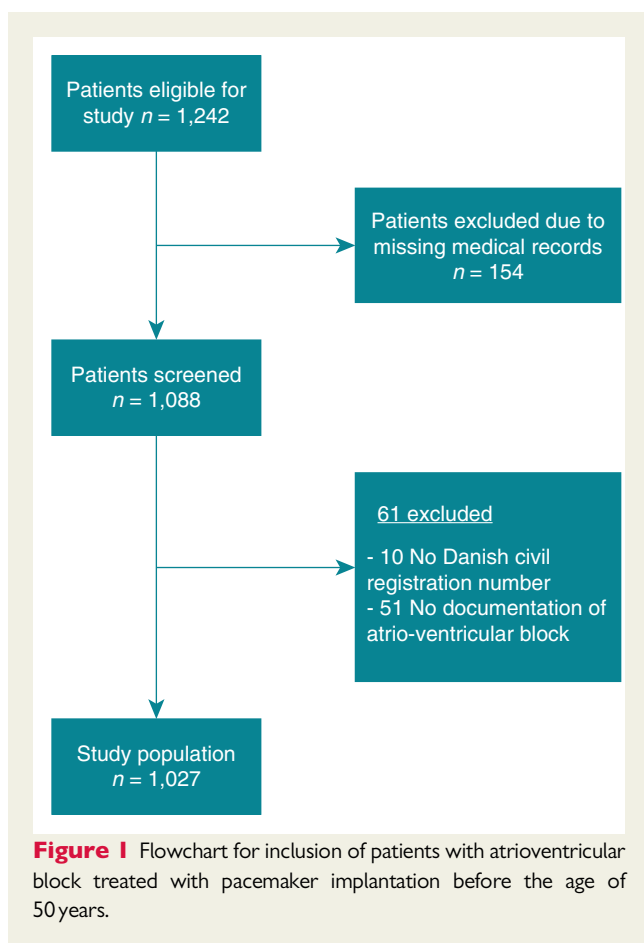 Patients eligible for
study n = 1,242
Patients excluded due to
missing medical records
n = 154
Patients screened
n = 1,088
61 excluded
- 10 No Danish civil
registration number
- 51 No documentation of
atrio-ventricular block
Study population
n = 1,027
Figure 1 Flowchart for inclusion of patients with atrioventricular
block treated with pacemaker implantation before the age of
50 years.